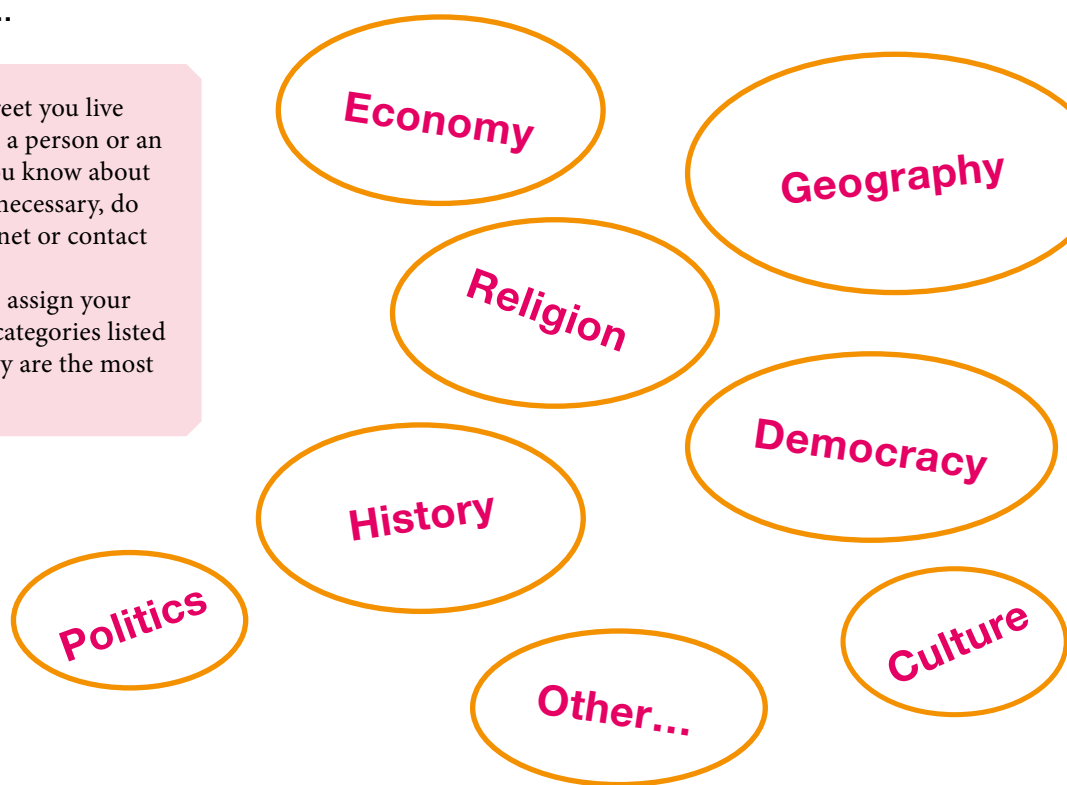 ..
eet you live
a person or an
u know about
necessary, do
net or contact
assign your
categories listed
y are the most
Economy
Geography
Religion
Democracy
History
Politics
Culture
Other...